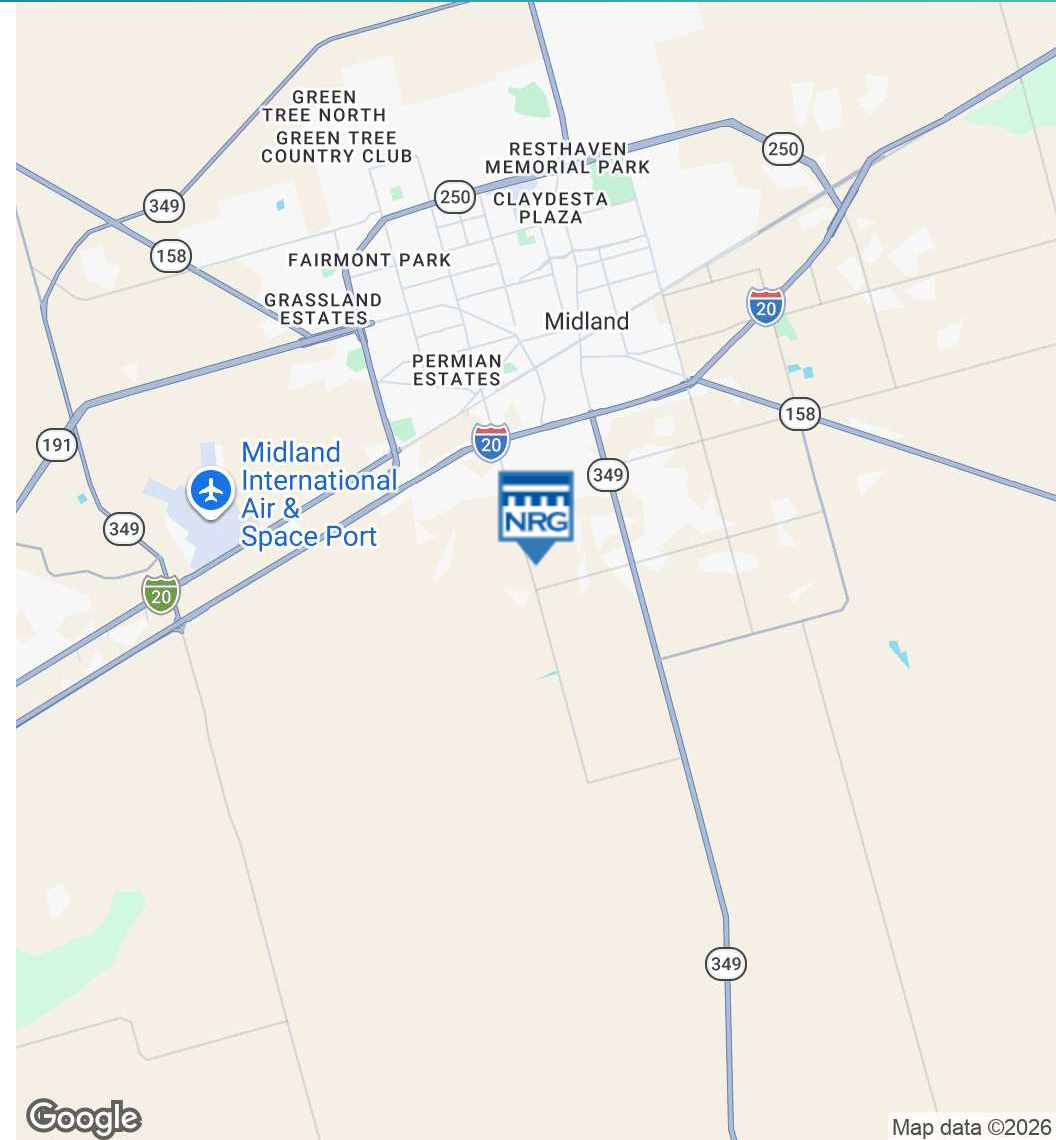 GREEN
TREE NORTH
GREEN TREE
COUNTRY CLUB
RESTHAVEN
MEMORIAL PARK
250
349
250
CLAYDESTA
PLAZA
158
FAIRMONT PARK
GRASSLAND
ESTATES
20
Midland
PERMIAN
ESTATES
158
191
20
Midland
International
Air &
Space Port
349
NRG
349
20
349
Google
Map data ©2026